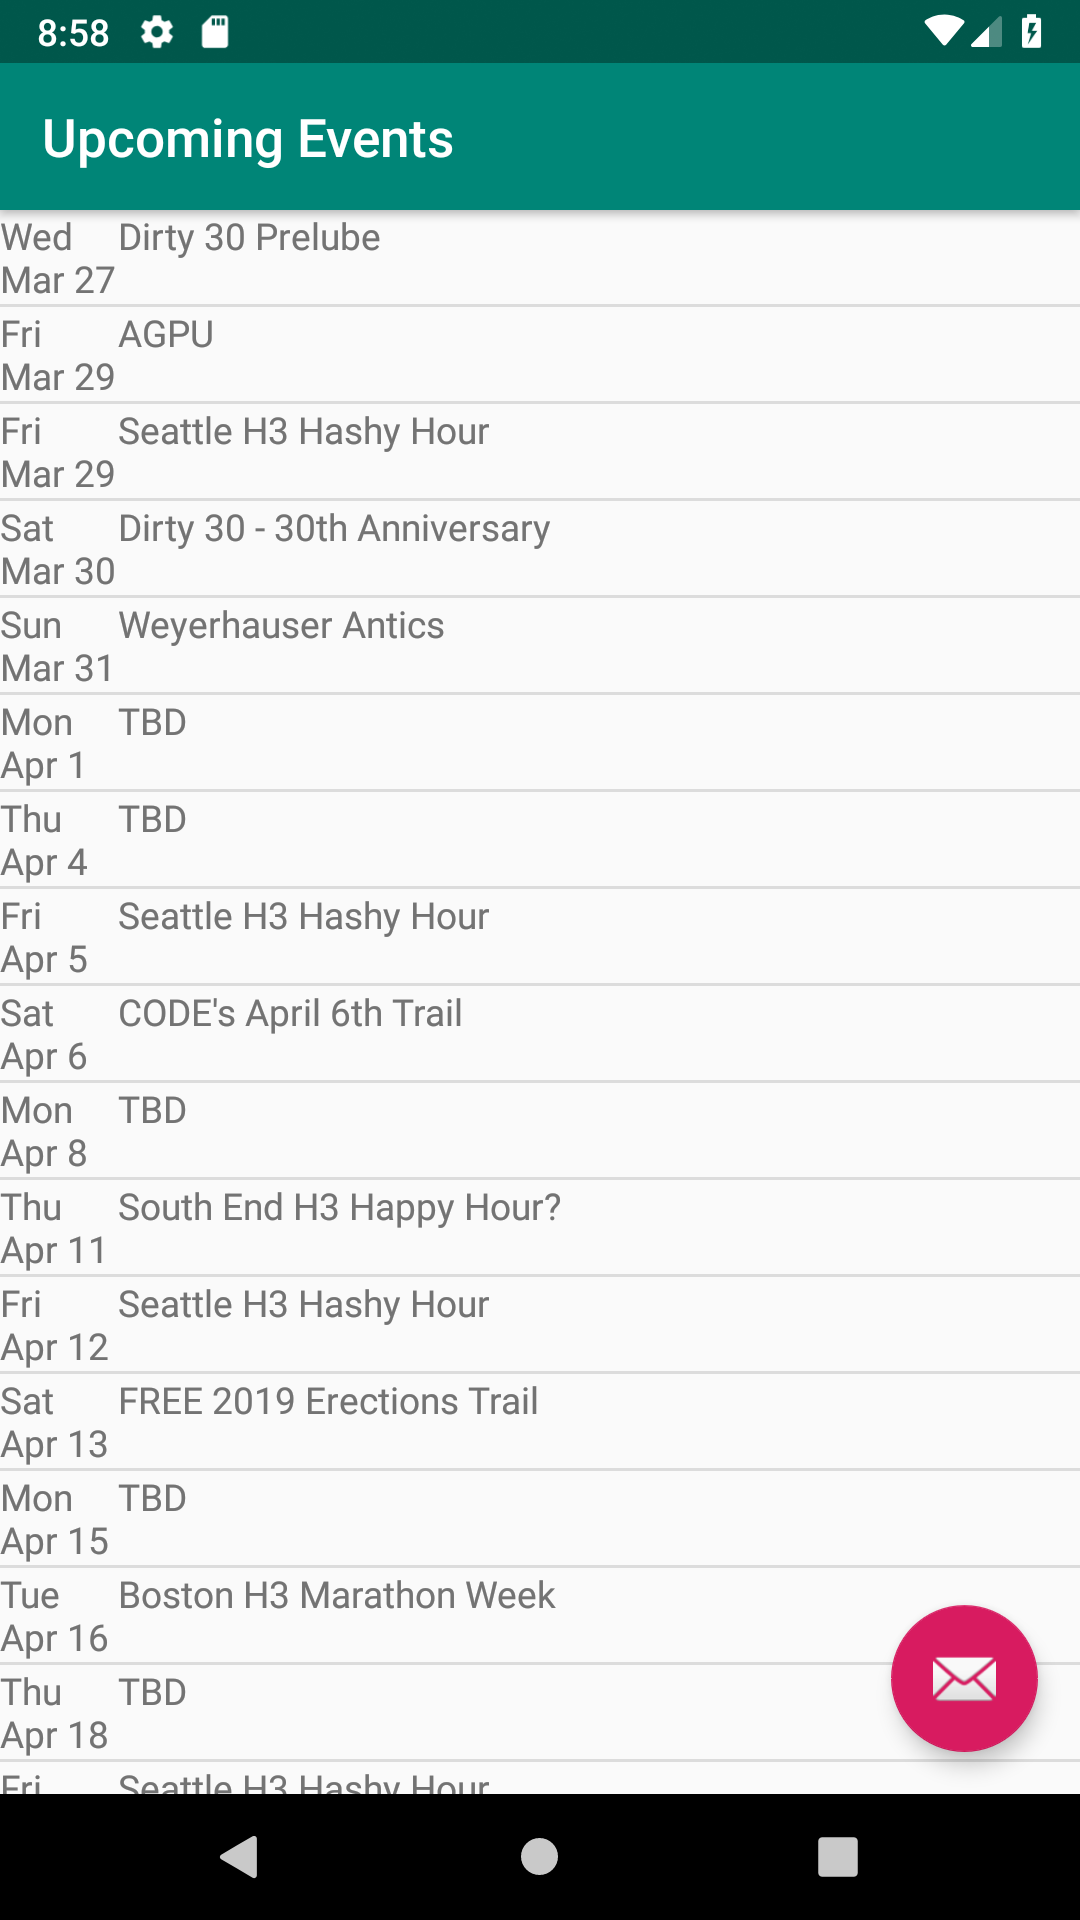 8:58
Upcoming Events
Wed Dirty 30 Prelube
Mar 27
Fri AGPU
Mar 29
Fri Seattle H3 Hashy Hour
Mar 29
Sat Dirty 30 - 30th Anniversary
Mar 30
Sun Weyerhauser Antics
Mar 31
Mon TBD
Apr 1
Thu TBD
Apr 4
Fri Seattle H3 Hashy Hour
Apr 5
Sat CODE's April 6th Trail
Apr 6
Mon TBD
Apr 8
Thu South End H3 Happy Hour?
Apr 11
Fri Seattle H3 Hashy Hour
Apr 12
Sat FREE 2019 Erections Trail
Apr 13
Mon TBD
Apr 15
Tue Boston H3 Marathon Week
Apr 16
Thu TBD
Apr 18
Fri Seattle H3 Hashy Hour